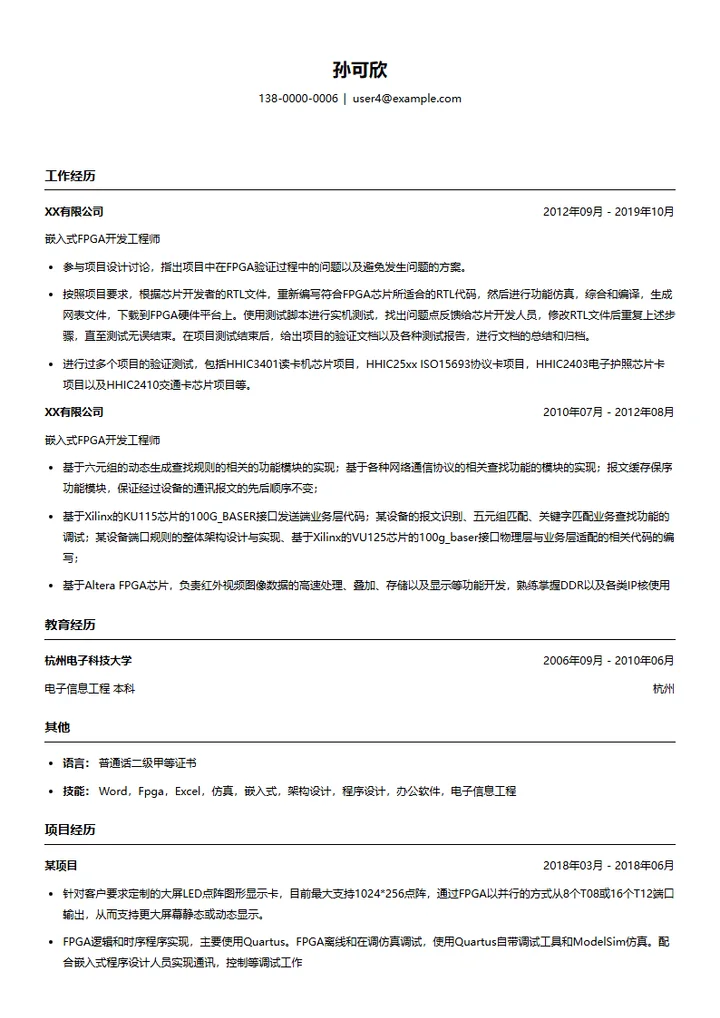 孙可欣
138-0000-0006 | user4@example.com
工作经历
XX有限公司 2012年09月 - 2019年10月
嵌入式FPGA开发工程师
• 参与项目设计讨论，指出项目中在FPGA验证过程中的问题以及避免发生问题的方案。
• 按照项目要求，根据芯片开发者的RTL文件，重新编写符合FPGA芯片所适合的RTL代码，然后进行功能仿真，综合和编译，生成
网表文件，下载到FPGA硬件平台上。使用测试脚本进行实机测试，找出问题点反馈给芯片开发人员，修改RTL文件后重复上述步
骤，直至测试无误结束。在项目测试结束后，给出项目的验证文档以及各种测试报告，进行文档的总结和归档。
• 进行过多个项目的验证测试，包括HHIC3401读卡机芯片项目，HHIC25xx ISO15693协议卡项目，HHIC2403电子护照芯片卡
项目以及HHIC2410交通卡芯片项目等。
XX有限公司 2010年07月 - 2012年08月
嵌入式FPGA开发工程师
• 基于六元组的动态生成查找规则的相关的功能模块的实现；基于各种网络通信协议的相关查找功能的模块的实现；报文缓存保序
功能模块，保证经过设备的通讯报文的先后顺序不变；
• 基于Xilinx的KU115芯片的100G_BASER接口发送端业务层代码；某设备的报文识别、五元组匹配、关键字匹配业务查找功能的
调试；某设备端口规则的整体架构设计与实现、基于Xilinx的VU125芯片的100g_baser接口物理层与业务层适配的相关代码的编
写；
• 基于Altera FPGA芯片，负责红外视频图像数据的高速处理、叠加、存储以及显示等功能开发，熟练掌握DDR以及各类IP核使用
教育经历
杭州电子科技大学 2006年09月 - 2010年06月
电子信息工程 本科 杭州
其他
• 语言： 普通话二级甲等证书
• 技能： Word，Fpga，Excel，仿真，嵌入式，架构设计，程序设计，办公软件，电子信息工程
项目经历
某项目 2018年03月 - 2018年06月
• 针对客户要求定制的大屏LED点阵图形显示卡，目前最大支持1024*256点阵，通过FPGA以并行的方式从8个T08或16个T12端口
输出，从而支持更大屏幕静态或动态显示。
• FPGA逻辑和时序程序实现，主要使用Quartus。FPGA离线和在调仿真调试，使用Quartus自带调试工具和ModelSim仿真。配
合嵌入式程序设计人员实现通讯，控制等调试工作